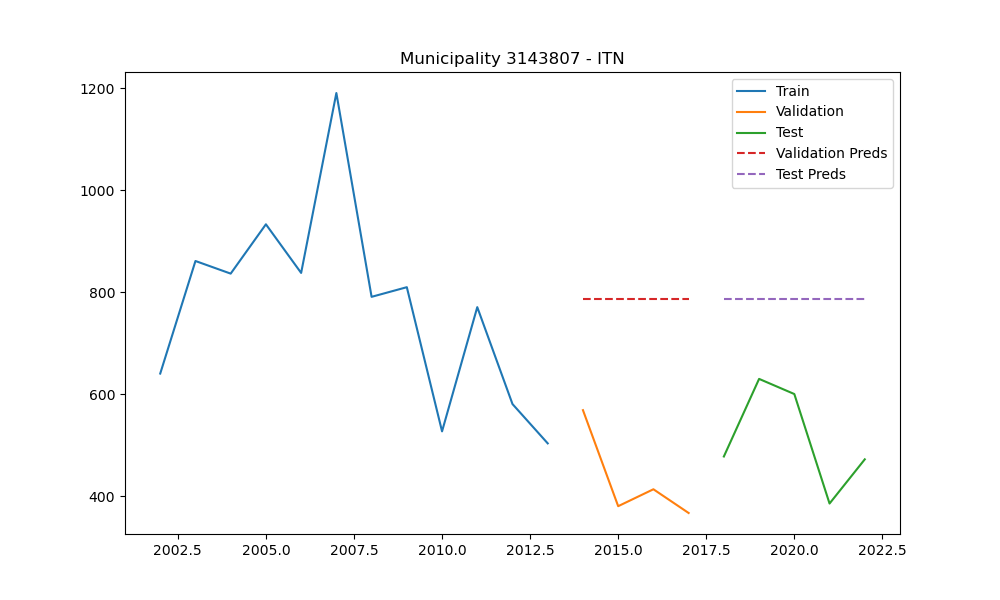 Municipality 3143807 - ITN
1200
1000
800
600
400
Train
Validation
Test
Validation Preds
Test Preds
2002.5 2005.0 2007.5 2010.0 2012.5 2015.0 2017.5 2020.0 2022.5